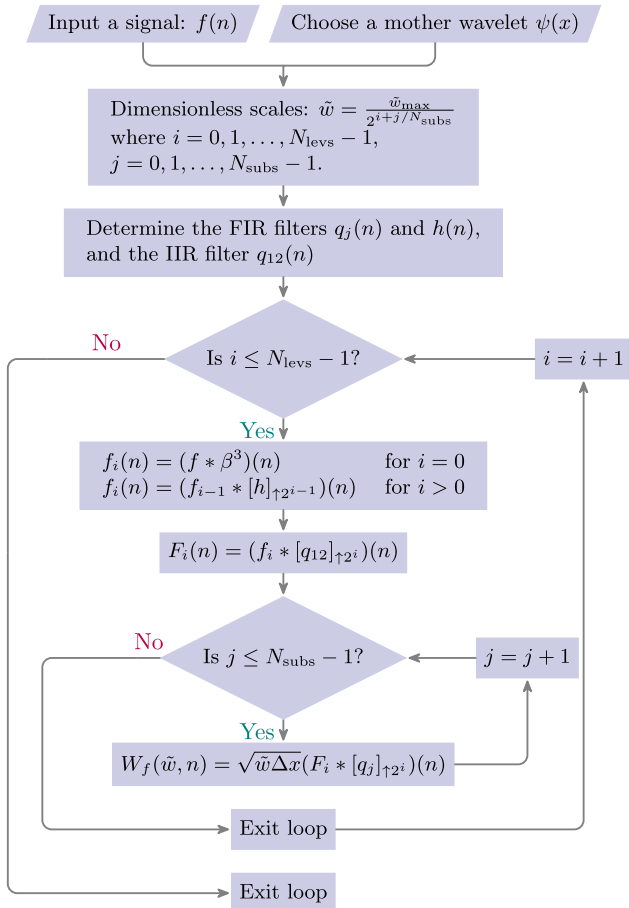 Input a signal: f(n)
Choose a mother wavelet ψ(x)
Dimensionless scales: w̃ = w̃_max / 2^{i+j/N_subs}
where i = 0, 1, . . . , N_levs − 1,
j = 0, 1, . . . , N_subs − 1.
Determine the FIR filters q_j(n) and h(n),
and the IIR filter q_12(n)
Is i ≤ N_levs − 1?
No
i = i + 1
Yes
f_i(n) = (f ∗ β^3)(n) for i = 0
f_i(n) = (f_{i−1} ∗ [h]_{↑2^{i−1}})(n) for i > 0
F_i(n) = (f_i ∗ [q_12]_{↑2^i})(n)
Is j ≤ N_subs − 1?
No
j = j + 1
Yes
W_f(w̃, n) = √(w̃Δx)(F_i ∗ [q_j]_{↑2^i})(n)
Exit loop
Exit loop